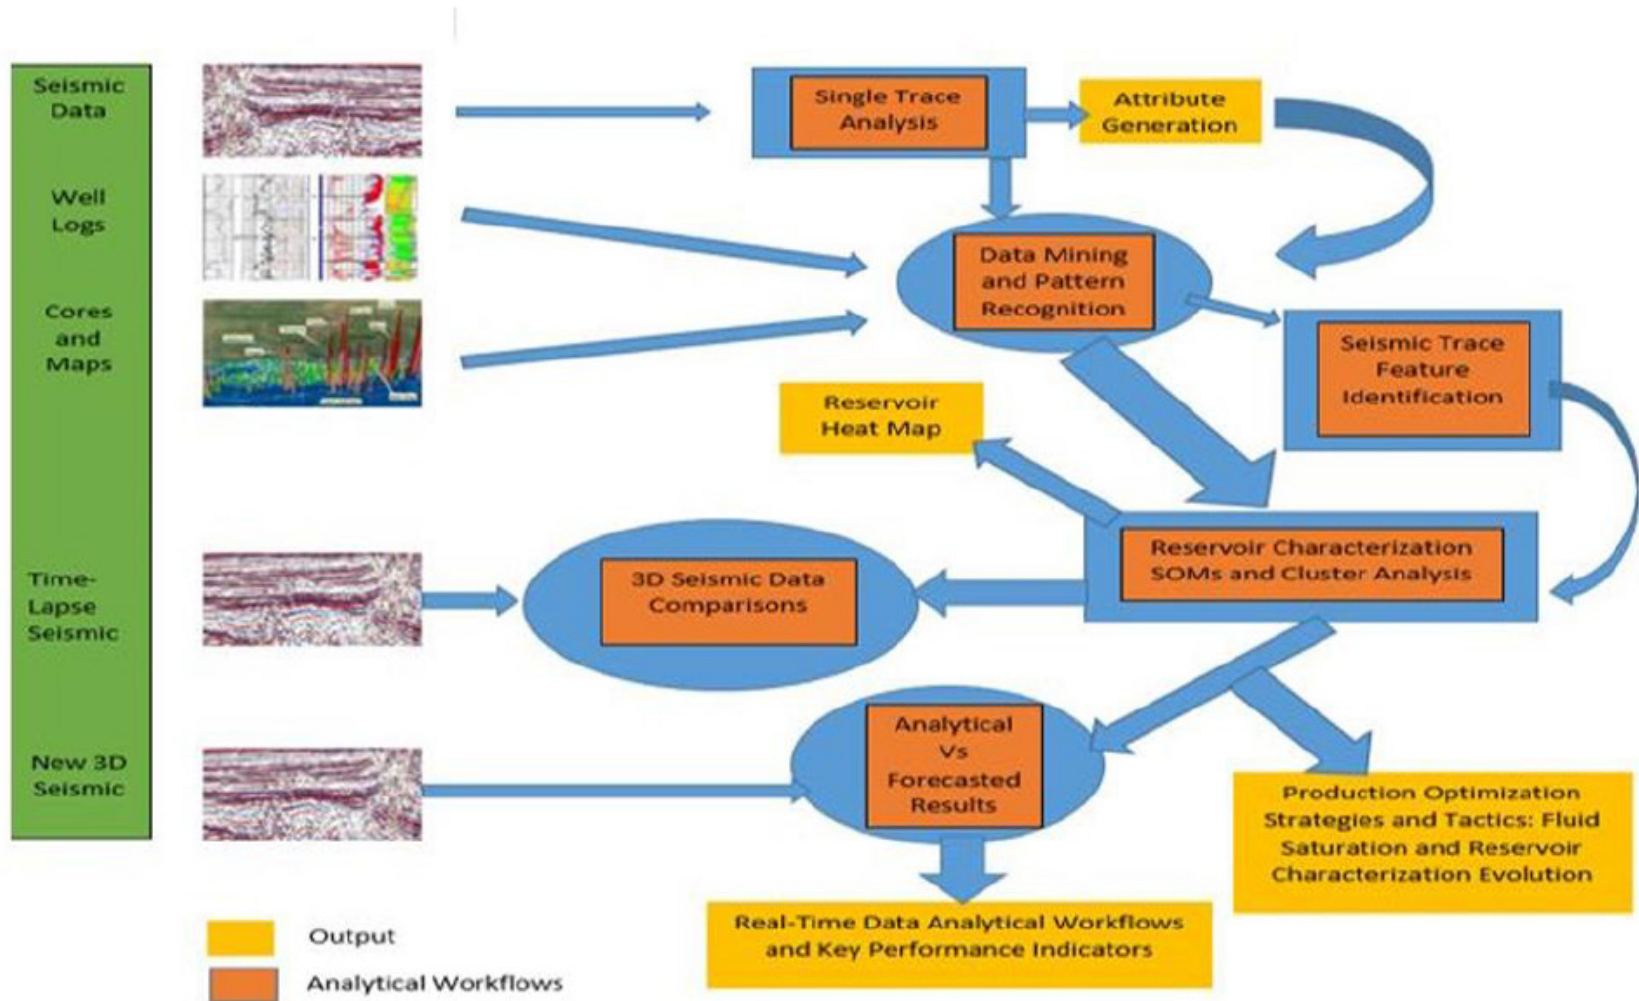 Seismic
Data
Well
Logs
Cores
and
Maps
Time-
Lapse
Seismic
New 3D
Seismic
Single Trace
Analysis
Attribute
Generation
Data Mining
and Pattern
Recognition
Seismic Trace
Feature
Identification
Reservoir
Heat Map
Reservoir Characterization
SOMs and Cluster Analysis
3D Seismic Data
Comparisons
Analytical
Vs
Forecasted
Results
Production Optimization
Strategies and Tactics: Fluid
Saturation and Reservoir
Characterization Evolution
Real-Time Data Analytical Workflows
and Key Performance Indicators
Output
Analytical Workflows